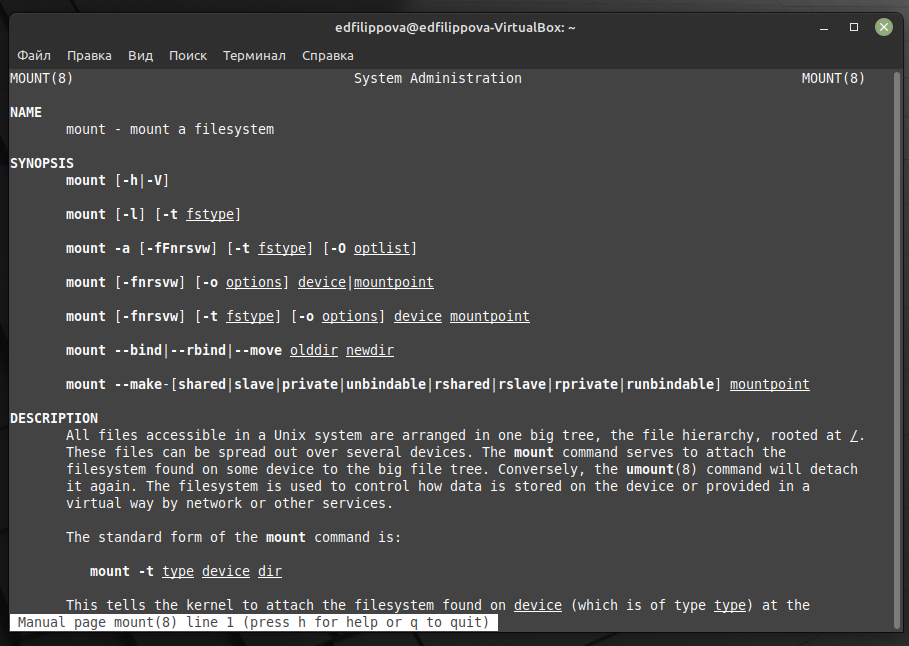 edfilippova@edfilippova-VirtualBox: ~
Файл Правка Вид Поиск Терминал Справка
MOUNT(8) System Administration MOUNT(8)
NAME
mount - mount a filesystem
SYNOPSIS
mount [-h|-V]
mount [-l] [-t fstype]
mount -a [-fFnrsvw] [-t fstype] [-O optlist]
mount [-fnrsvw] [-o options] device|mountpoint
mount [-fnrsvw] [-t fstype] [-o options] device mountpoint
mount --bind|--rbind|--move olddir newdir
mount --make-[shared|slave|private|unbindable|rshared|rslave|rprivate|runbindable] mountpoint
DESCRIPTION
All files accessible in a Unix system are arranged in one big tree, the file hierarchy, rooted at /.
These files can be spread out over several devices. The mount command serves to attach the
filesystem found on some device to the big file tree. Conversely, the umount(8) command will detach
it again. The filesystem is used to control how data is stored on the device or provided in a
virtual way by network or other services.
The standard form of the mount command is:
mount -t type device dir
This tells the kernel to attach the filesystem found on device (which is of type type) at the
Manual page mount(8) line 1 (press h for help or q to quit)